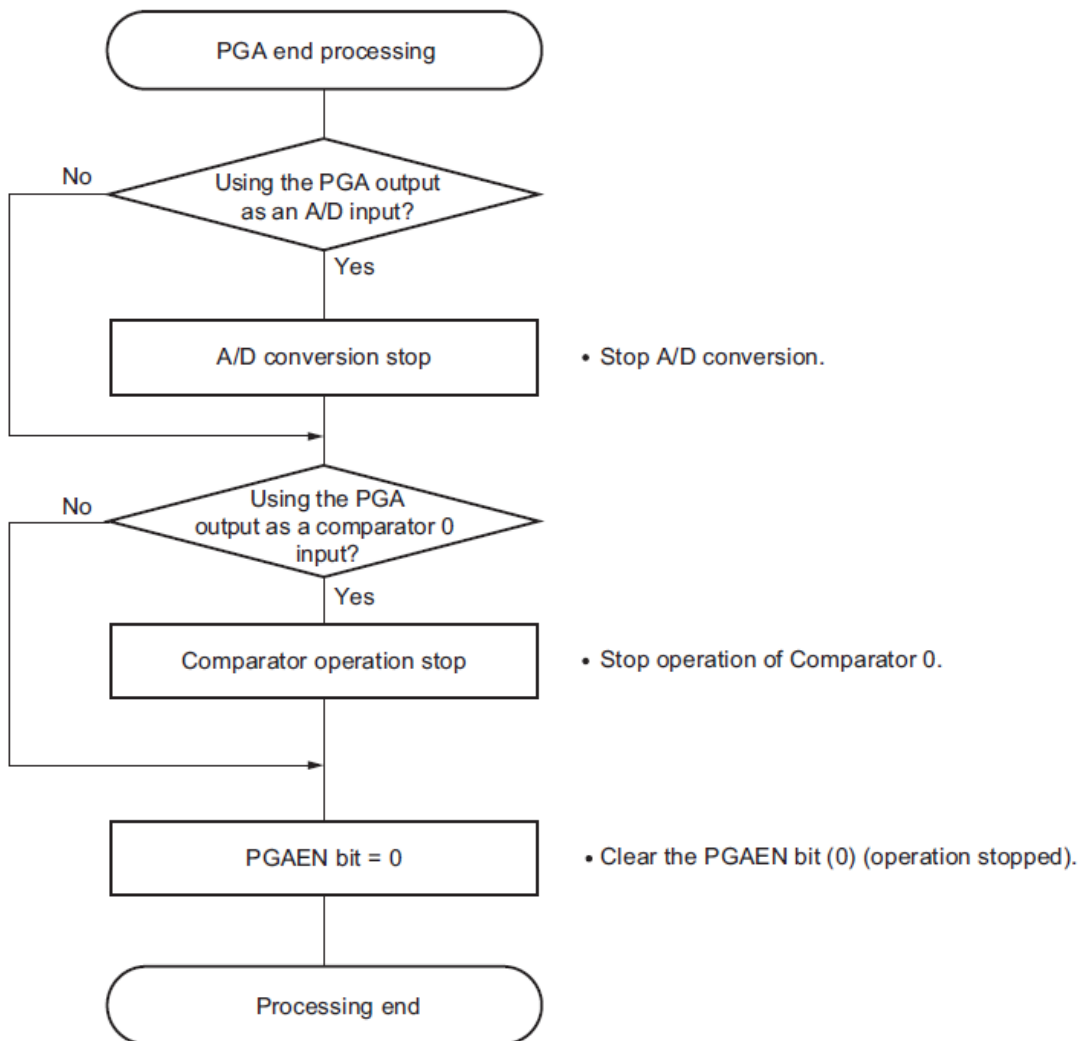 PGA end processing
No
Using the PGA output
as an A/D input?
Yes
A/D conversion stop
• Stop A/D conversion.
No
Using the PGA
output as a comparator 0
input?
Yes
Comparator operation stop
• Stop operation of Comparator 0.
PGAEN bit = 0
• Clear the PGAEN bit (0) (operation stopped).
Processing end